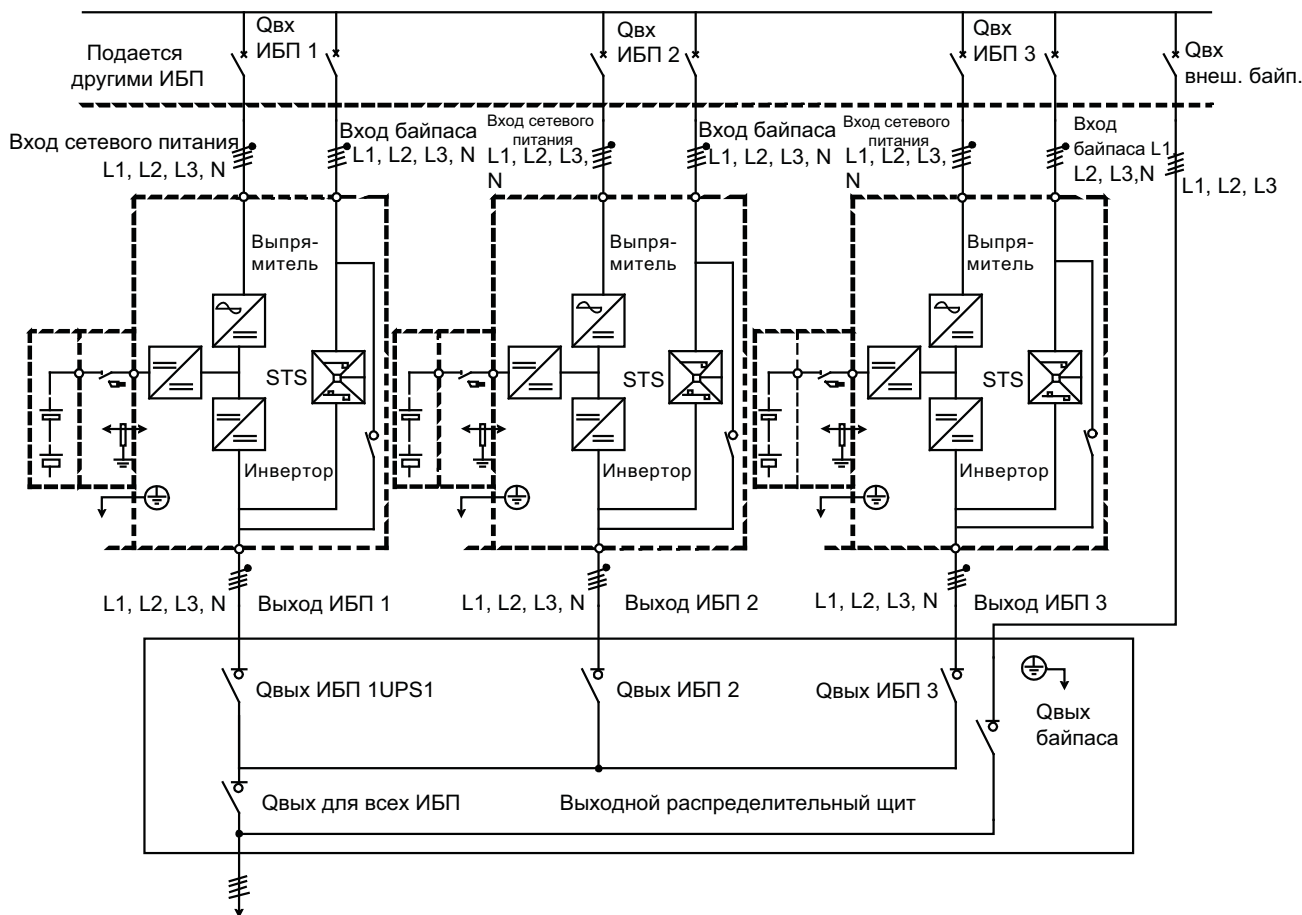 Qвх
ИБП 1
Qвх
ИБП 2
Qвх
ИБП 3
Qвх
внеш. байп.
Подается
другими ИБП
Вход сетевого питания
L1, L2, L3, N
Вход байпаса
L1, L2, L3, N
Вход сетевого
питания
L1, L2, L3,
N
Вход байпаса
L1, L2, L3, N
Вход сетевого
питания
L1, L2, L3,
N
Вход
байпаса L1,
L2, L3,N
L1, L2, L3
Выпря-
митель
Выпря-
митель
Выпря-
митель
STS
STS
STS
Инвертор
Инвертор
Инвертор
L1, L2, L3, N
Выход ИБП 1
L1, L2, L3, N
Выход ИБП 2
L1, L2, L3, N
Выход ИБП 3
Qвых ИБП 1UPS1
Qвых ИБП 2
Qвых ИБП 3
Qвых
байпаса
Qвых для всех ИБП
Выходной распределительный щит